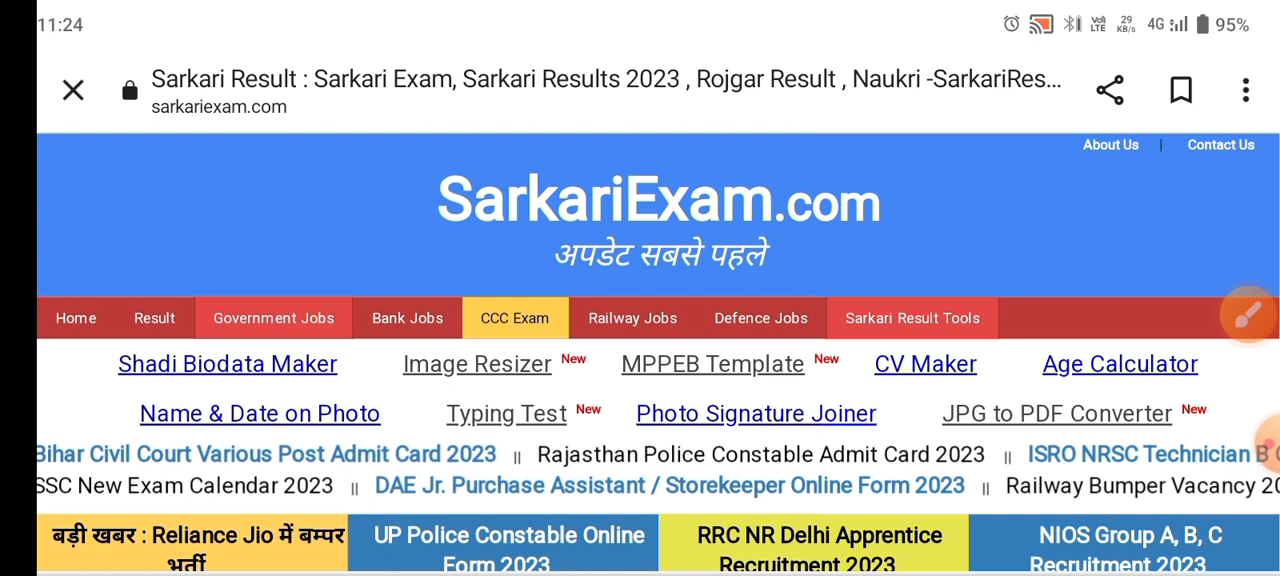 11:24 Vo) LTE 29 KB/s 4G 95%
Sarkari Result : Sarkari Exam, Sarkari Results 2023 , Rojgar Result , Naukri -SarkariRes...
sarkariexam.com
About Us | Contact Us
SarkariExam.com
अपडेट सबसे पहले
Home Result Government Jobs Bank Jobs CCC Exam Railway Jobs Defence Jobs Sarkari Result Tools
Shadi Biodata Maker Image Resizer New MPPEB Template New CV Maker Age Calculator
Name & Date on Photo Typing Test New Photo Signature Joiner JPG to PDF Converter New
Bihar Civil Court Various Post Admit Card 2023 || Rajasthan Police Constable Admit Card 2023 || ISRO NRSC Technician B
SSC New Exam Calendar 2023 || DAE Jr. Purchase Assistant / Storekeeper Online Form 2023 || Railway Bumper Vacancy 20
बड़ी खबर : Reliance Jio में बम्पर UP Police Constable Online RRC NR Delhi Apprentice NIOS Group A, B, C
भर्ती Form 2023 Recruitment 2023 Recruitment 2023